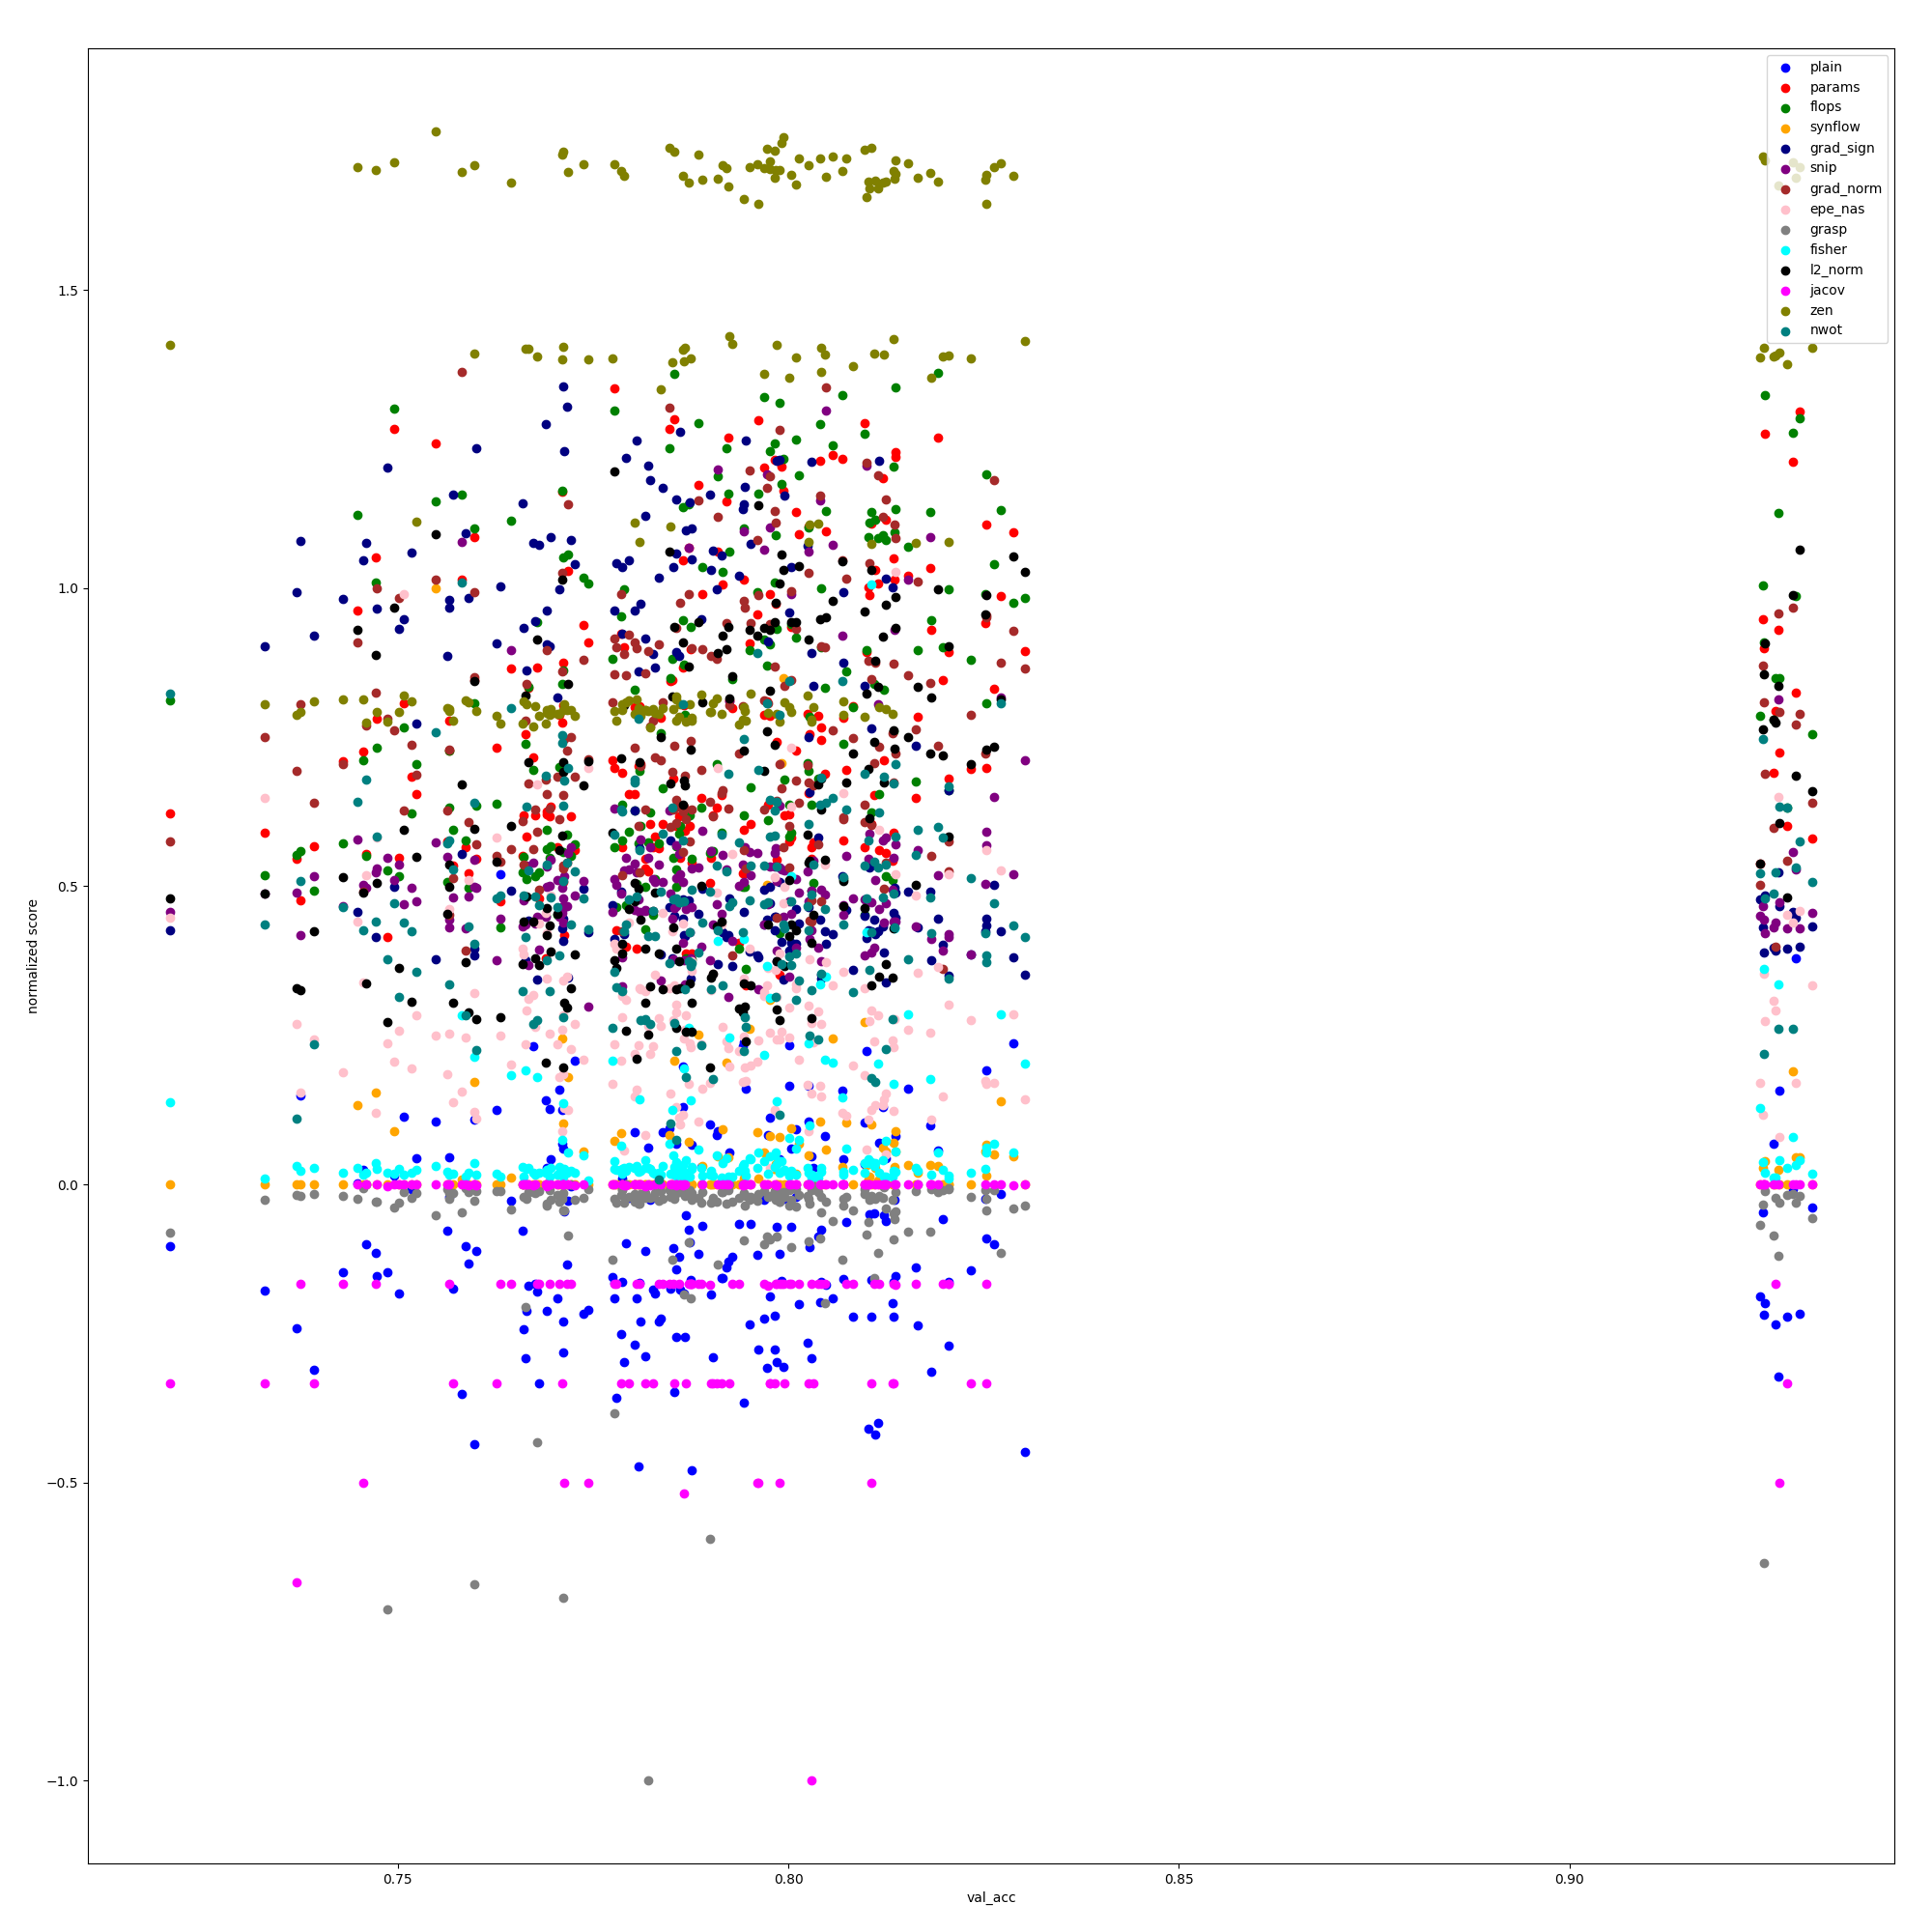 plain
params
flops
synflow
grad_sign
snip
grad_norm
epe_nas
grasp
fisher
l2_norm
jacov
zen
nwot
1.5
1.0
0.5
0.0
−0.5
−1.0
normalized score
0.75 0.80 0.85 0.90
val_acc